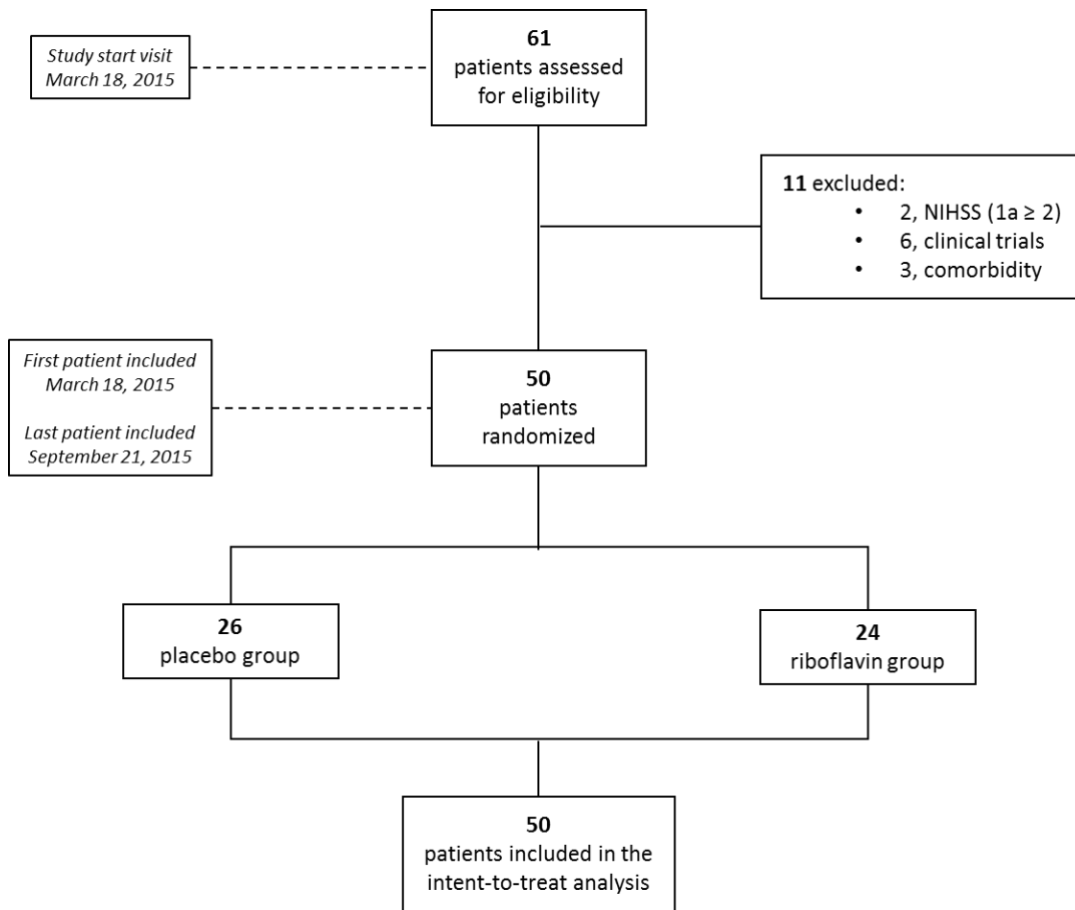 61
patients assessed
for eligibility
Study start visit
March 18, 2015
11 excluded:
• 2, NIHSS (1a ≥ 2)
• 6, clinical trials
• 3, comorbidity
First patient included
March 18, 2015
Last patient included
September 21, 2015
50
patients
randomized
26
placebo group
24
riboflavin group
50
patients included in the
intent-to-treat analysis